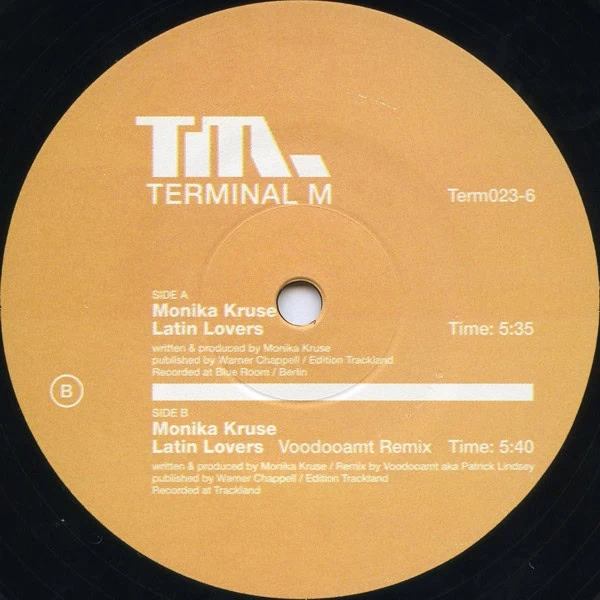 TM.
TERMINAL M
Term023-6
SIDE A
Monika Kruse
Latin Lovers Time: 5:35
written & produced by Monika Kruse
published by Warner Chappell / Edition Trackland
Recorded at Blue Room / Berlin
B
SIDE B
Monika Kruse
Latin Lovers Voodooamt Remix Time: 5:40
written & produced by Monika Kruse / Remix by Voodooamt aka Patrick Lindsey
published by Warner Chappell / Edition Trackland
Recorded at Trackland